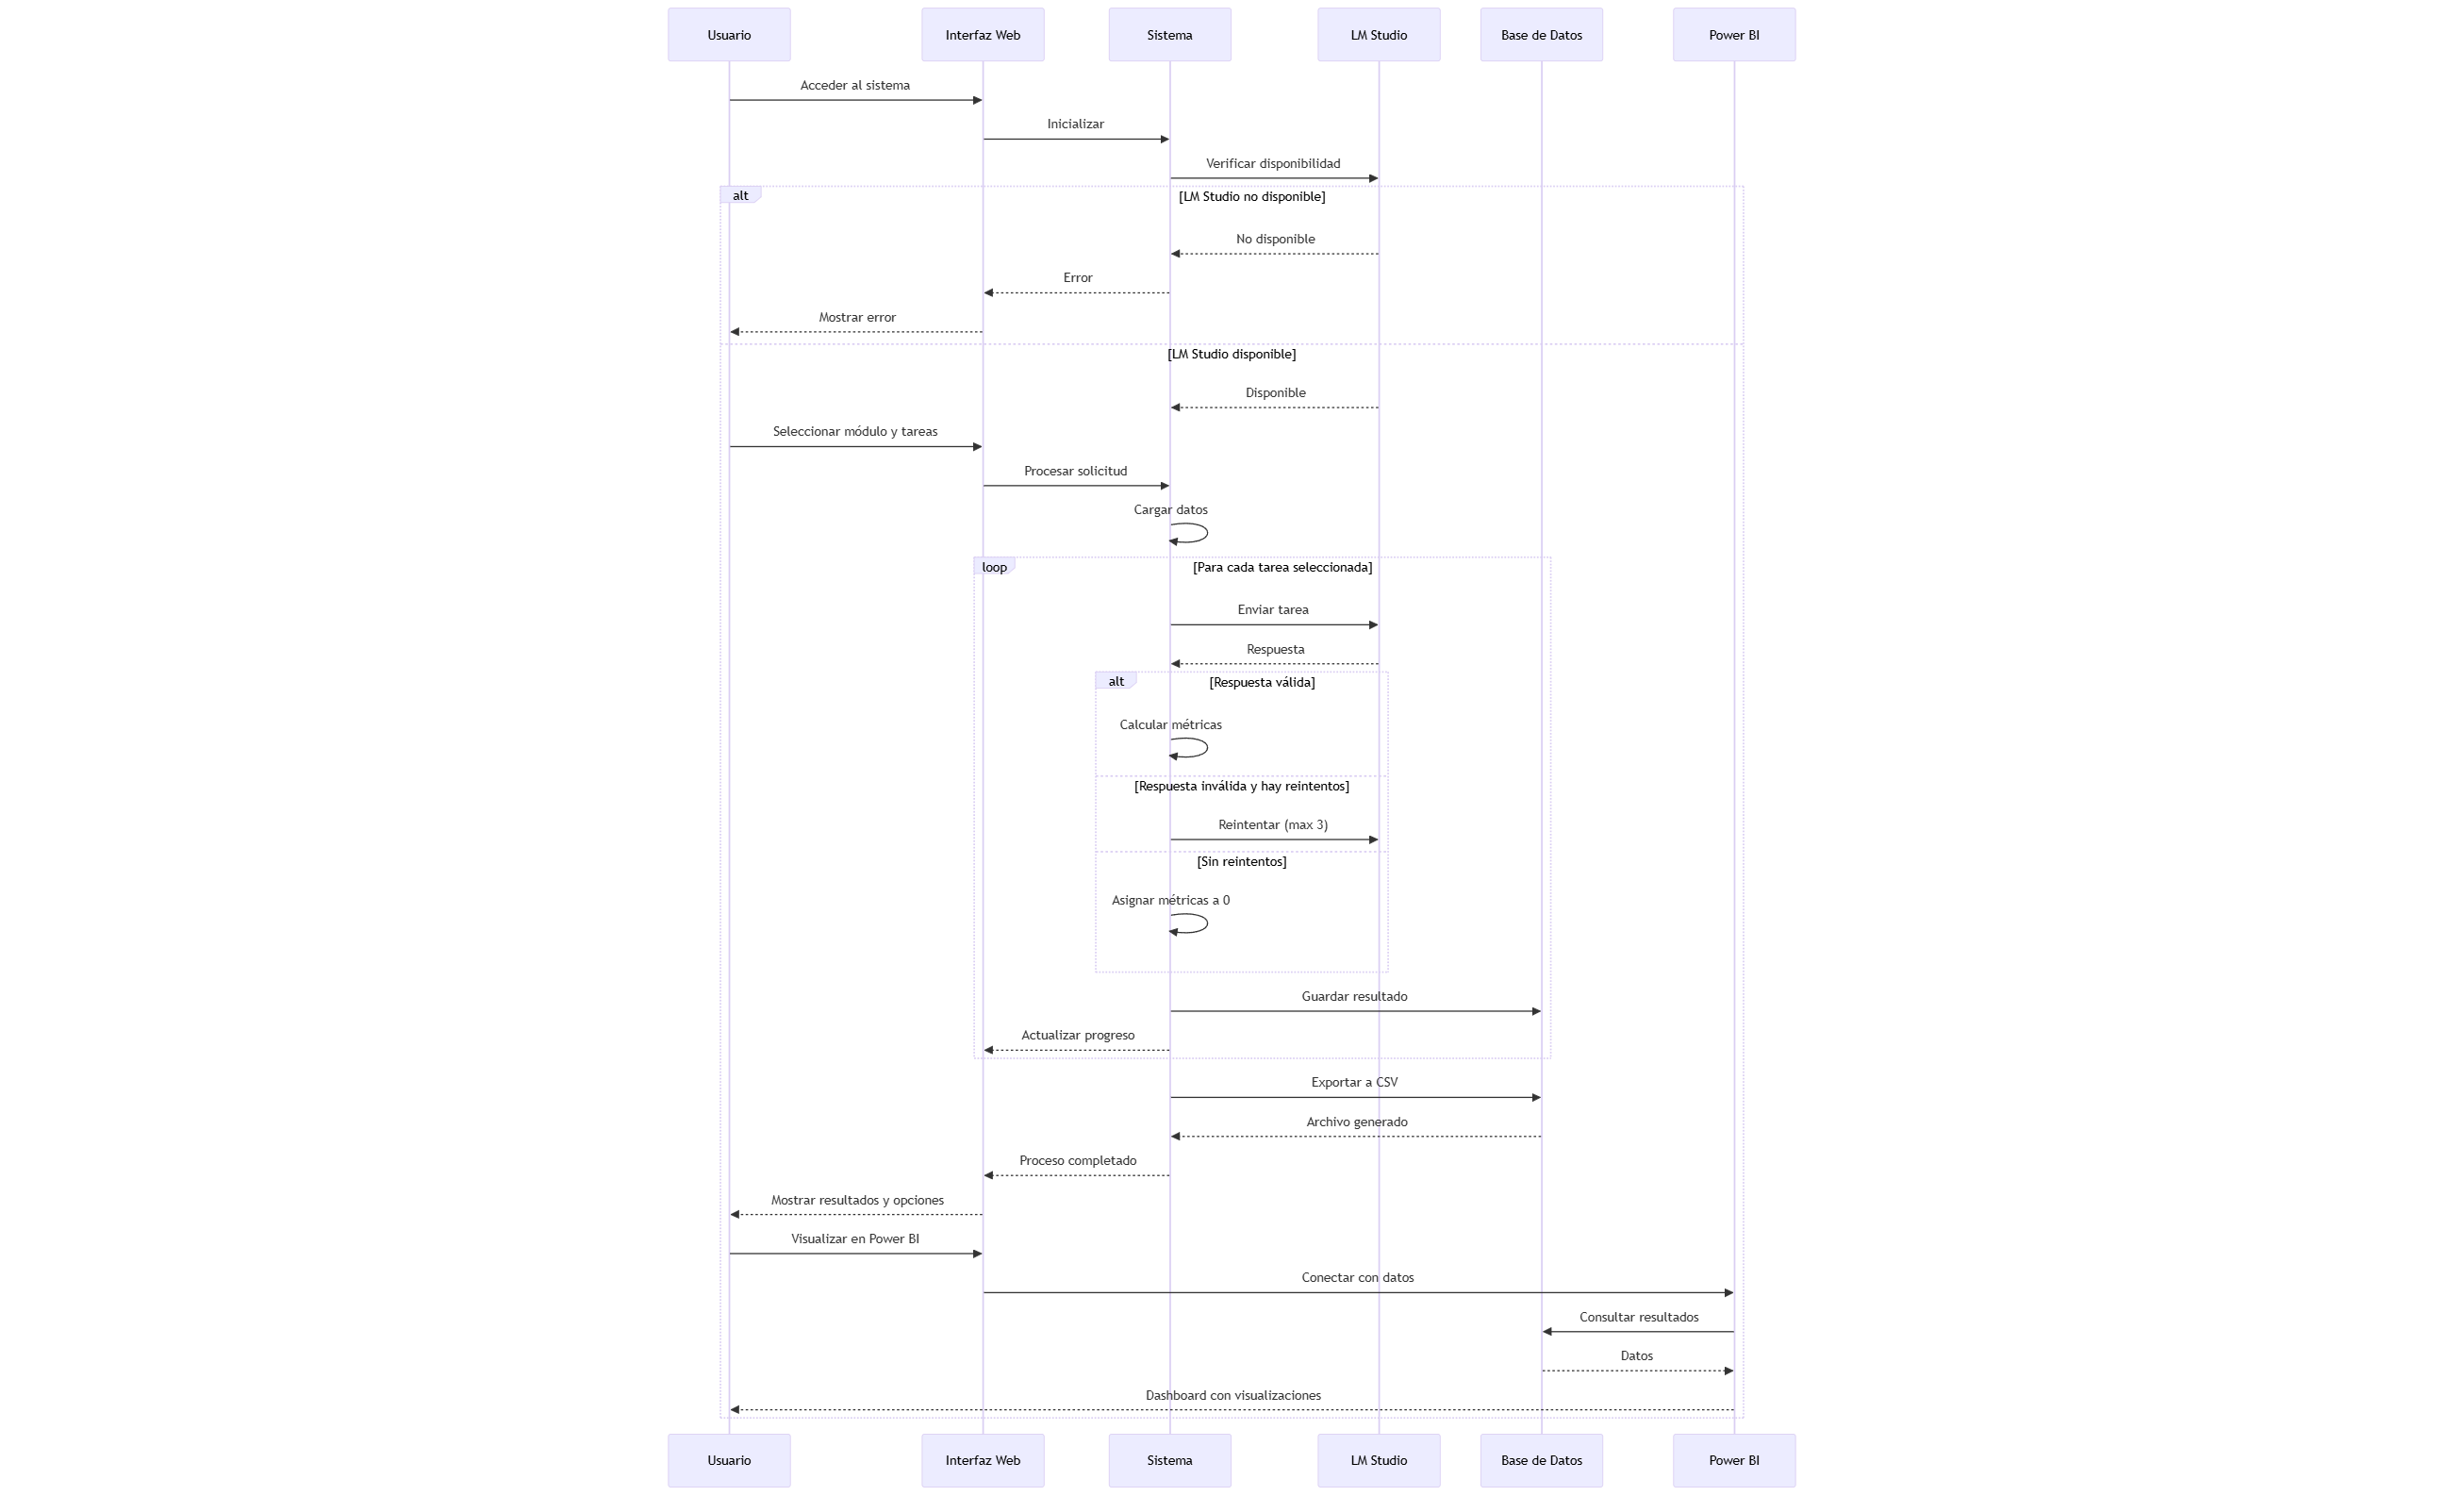 Usuario
Interfaz Web
Sistema
LM Studio
Base de Datos
Power BI
Acceder al sistema
Inicializar
Verificar disponibilidad
alt
[LM Studio no disponible]
No disponible
Error
Mostrar error
[LM Studio disponible]
Disponible
Seleccionar módulo y tareas
Procesar solicitud
Cargar datos
loop
[Para cada tarea seleccionada]
Enviar tarea
Respuesta
alt
[Respuesta válida]
Calcular métricas
[Respuesta inválida y hay reintentos]
Reintentar (max 3)
[Sin reintentos]
Asignar métricas a 0
Guardar resultado
Actualizar progreso
Exportar a CSV
Archivo generado
Proceso completado
Mostrar resultados y opciones
Visualizar en Power BI
Conectar con datos
Consultar resultados
Datos
Dashboard con visualizaciones
Usuario
Interfaz Web
Sistema
LM Studio
Base de Datos
Power BI